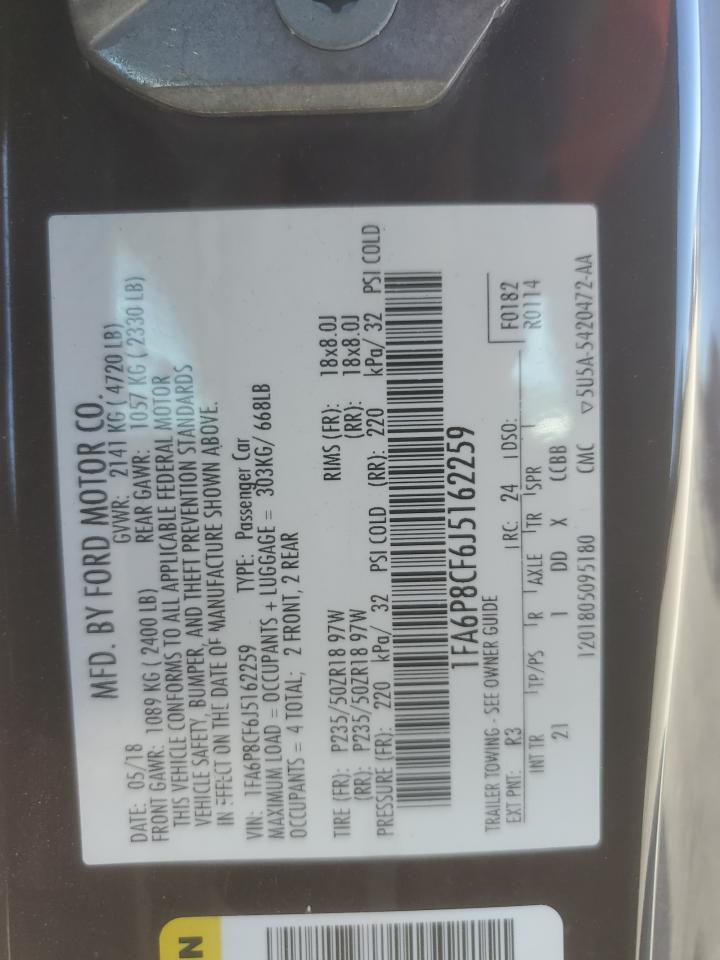 MFD. BY FORD MOTOR CO.
DATE: 05/18 GVWR: 2141 KG ( 4720 LB)
FRONT GAWR: 1089 KG ( 2400 LB) REAR GAWR: 1057 KG ( 2330 LB)
THIS VEHICLE CONFORMS TO ALL APPLICABLE FEDERAL MOTOR
VEHICLE SAFETY, BUMPER, AND THEFT PREVENTION STANDARDS
IN EFFECT ON THE DATE OF MANUFACTURE SHOWN ABOVE.
VIN: 1FA6P8CF6J5162259 TYPE: Passenger Car
MAXIMUM LOAD = OCCUPANTS + LUGGAGE = 303KG/ 668LB
OCCUPANTS = 4 TOTAL; 2 FRONT, 2 REAR
TIRE (FR): P235/50ZR18 97W RIMS (FR): 18x8.0J
(RR): P235/50ZR18 97W (RR): 18x8.0J
PRESSURE (FR): 220 kPa/ 32 PSI COLD (RR): 220 kPa/ 32 PSI COLD
1FA6P8CF6J5162259
TRAILER TOWING - SEE OWNER GUIDE
EXT PNT: R3 RC: 24 DSO: F0182
R0114
INT TR TP/PS R AXLE TR SPR
21 I DD X CCBB
1201805095180 CMC ▽5U5A-5420472-AA
N